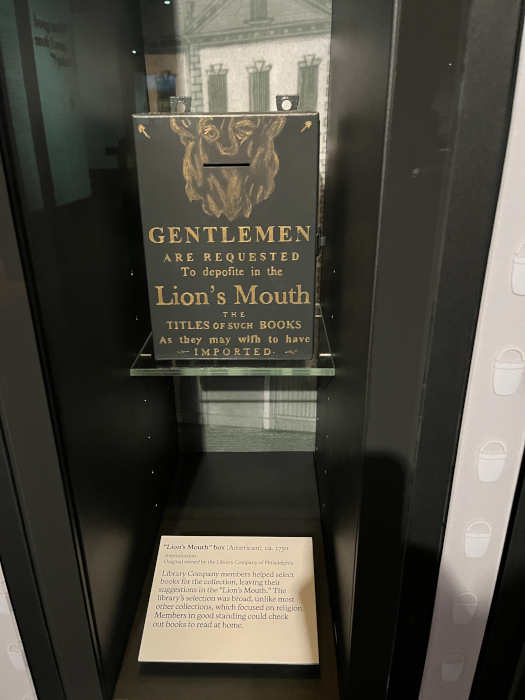 GENTLEMEN
ARE REQUESTED
To depoſite in the
Lion's Mouth
THE
TITLES OF SUCH BOOKS
As they may wiſh to have
IMPORTED.
"Lion's Mouth" box (American), ca. 1750
Reproduction
Original owned by the Library Company of Philadelphia
Library Company members helped select
books for the collection, leaving their
suggestions in the "Lion's Mouth." The
library's selection was broad, unlike most
other collections, which focused on religion.
Members in good standing could check
out books to read at home.